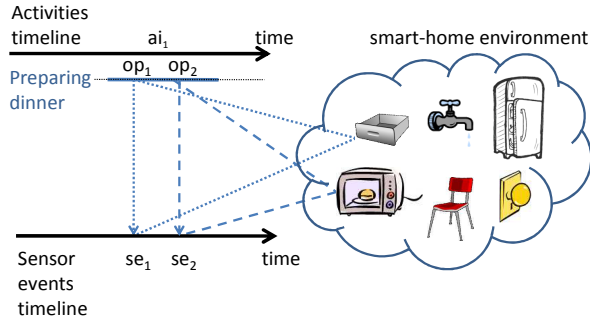 Activities
timeline
ai₁
time
smart-home environment
op₁ op₂
Preparing
dinner
Sensor
events
timeline
se₁ se₂
time